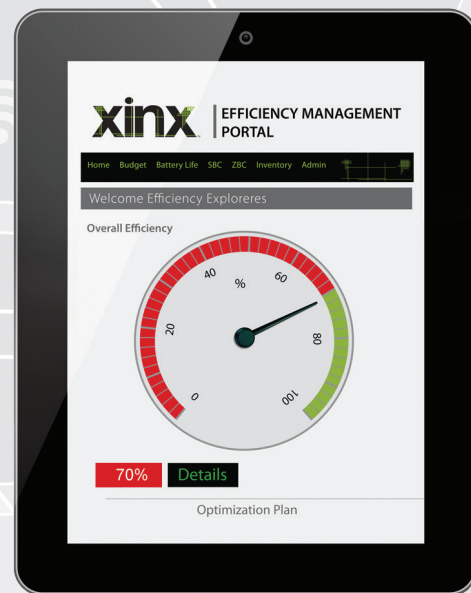 xinx
EFFICIENCY MANAGEMENT
PORTAL
Home Budget Battery Life SBC ZBC Inventory Admin
Welcome Efficiency Exploreres
Overall Efficiency
%
0
20
40
60
80
100
70%
Details
Optimization Plan